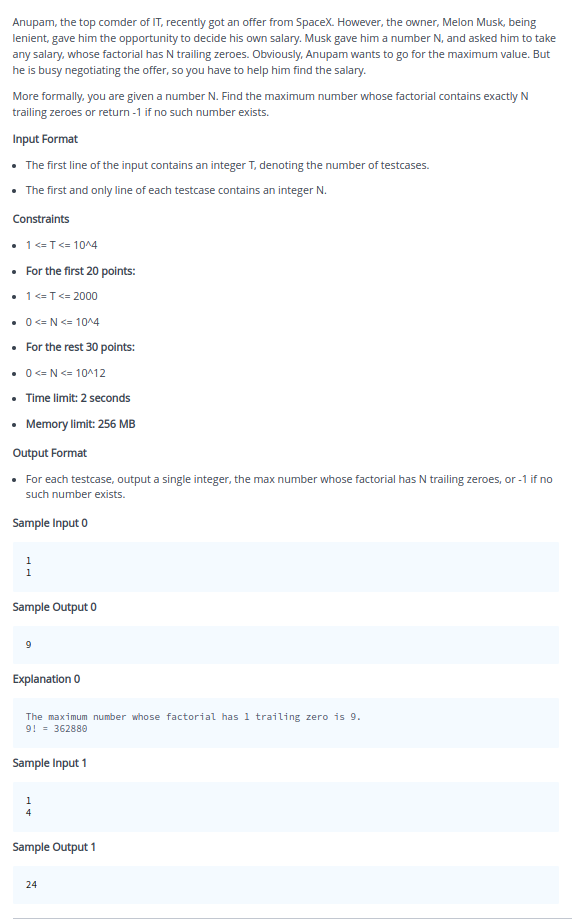 Anupam, the top comder of IT, recently got an offer from SpaceX. However, the owner, Melon Musk, being
lenient, gave him the opportunity to decide his own salary. Musk gave him a number N, and asked him to take
any salary, whose factorial has N trailing zeroes. Obviously, Anupam wants to go for the maximum value. But
he is busy negotiating the offer, so you have to help him find the salary.
More formally, you are given a number N. Find the maximum number whose factorial contains exactly N
trailing zeroes or return -1 if no such number exists.
Input Format
• The first line of the input contains an integer T, denoting the number of testcases.
• The first and only line of each testcase contains an integer N.
Constraints
• 1 <= T <= 10^4
• For the first 20 points:
• 1 <= T <= 2000
• 0 <= N <= 10^4
• For the rest 30 points:
• 0 <= N <= 10^12
• Time limit: 2 seconds
• Memory limit: 256 MB
Output Format
• For each testcase, output a single integer, the max number whose factorial has N trailing zeroes, or -1 if no
such number exists.
Sample Input 0
1
1
Sample Output 0
9
Explanation 0
The maximum number whose factorial has 1 trailing zero is 9.
9! = 362880
Sample Input 1
1
4
Sample Output 1
24